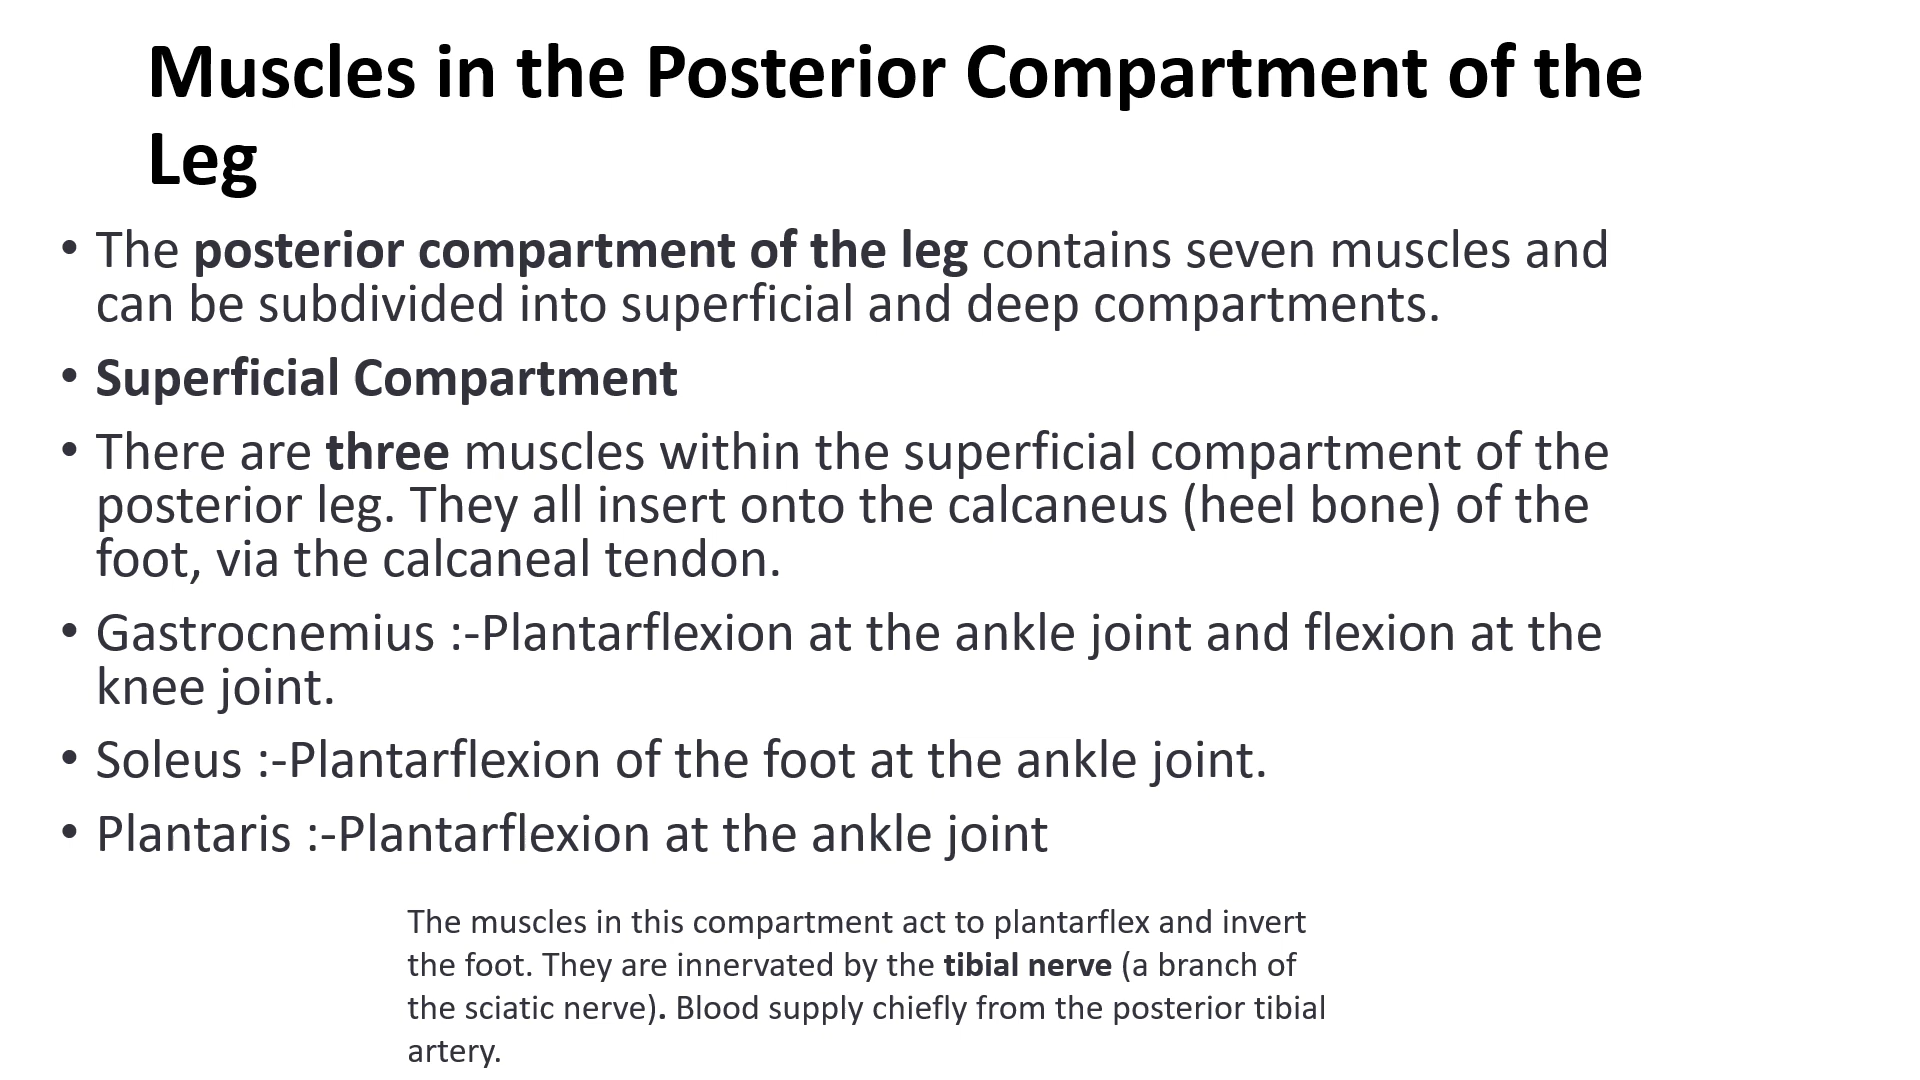 Muscles in the Posterior Compartment of the
Leg
• The posterior compartment of the leg contains seven muscles and
can be subdivided into superficial and deep compartments.
• Superficial Compartment
• There are three muscles within the superficial compartment of the
posterior leg. They all insert onto the calcaneus (heel bone) of the
foot, via the calcaneal tendon.
• Gastrocnemius :-Plantarflexion at the ankle joint and flexion at the
knee joint.
• Soleus :-Plantarflexion of the foot at the ankle joint.
• Plantaris :-Plantarflexion at the ankle joint
The muscles in this compartment act to plantarflex and invert
the foot. They are innervated by the tibial nerve (a branch of
the sciatic nerve). Blood supply chiefly from the posterior tibial
artery.